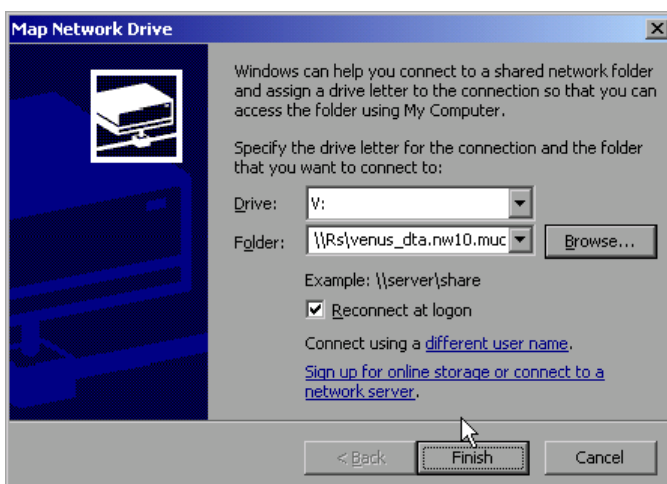 Map Network Drive
Windows can help you connect to a shared network folder
and assign a drive letter to the connection so that you can
access the folder using My Computer.
Specify the drive letter for the connection and the folder
that you want to connect to:
Drive: V:
Folder: \\Rs\venus_dta.nw10.muc Browse...
Example: \\server\share
Reconnect at logon
Connect using a different user name.
Sign up for online storage or connect to a
network server.
< Back Finish Cancel